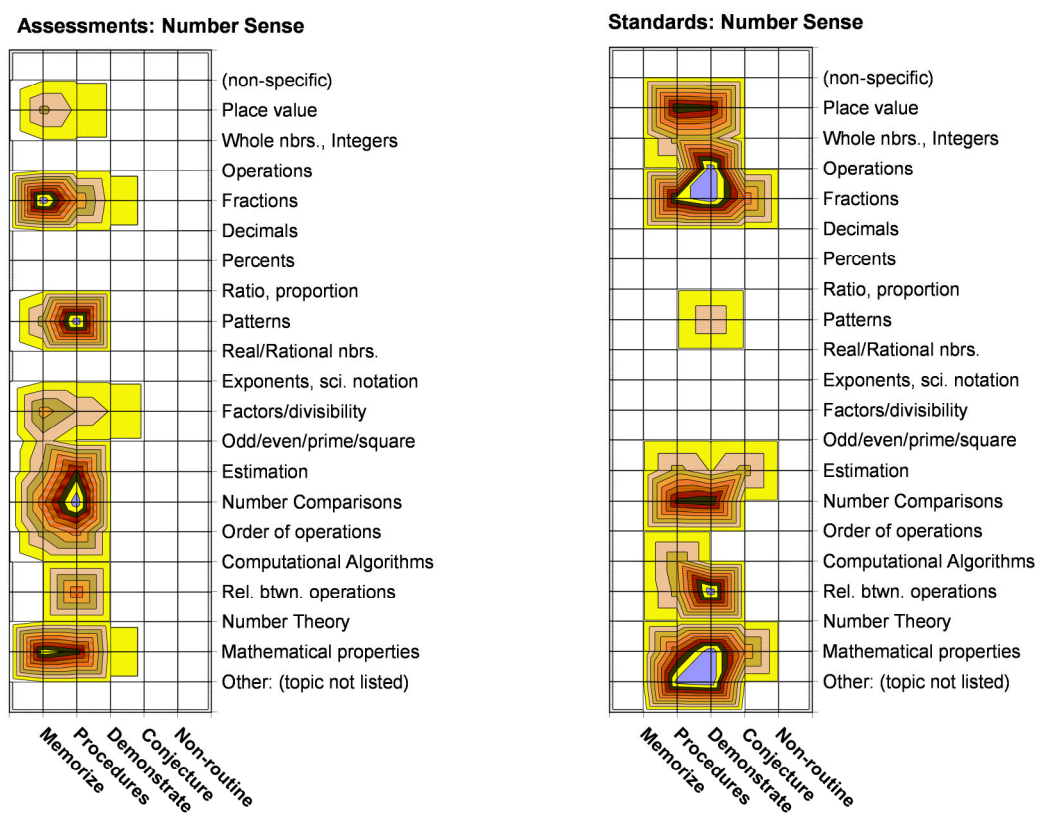 Assessments: Number Sense
(non-specific)
Place value
Whole nbrs., Integers
Operations
Fractions
Decimals
Percents
Ratio, proportion
Patterns
Real/Rational nbrs.
Exponents, sci. notation
Factors/divisibility
Odd/even/prime/square
Estimation
Number Comparisons
Order of operations
Computational Algorithms
Rel. btwn. operations
Number Theory
Mathematical properties
Other: (topic not listed)
Memorize
Procedures
Demonstrate
Conjecture
Non-routine
Standards: Number Sense
(non-specific)
Place value
Whole nbrs., Integers
Operations
Fractions
Decimals
Percents
Ratio, proportion
Patterns
Real/Rational nbrs.
Exponents, sci. notation
Factors/divisibility
Odd/even/prime/square
Estimation
Number Comparisons
Order of operations
Computational Algorithms
Rel. btwn. operations
Number Theory
Mathematical properties
Other: (topic not listed)
Memorize
Procedures
Demonstrate
Conjecture
Non-routine